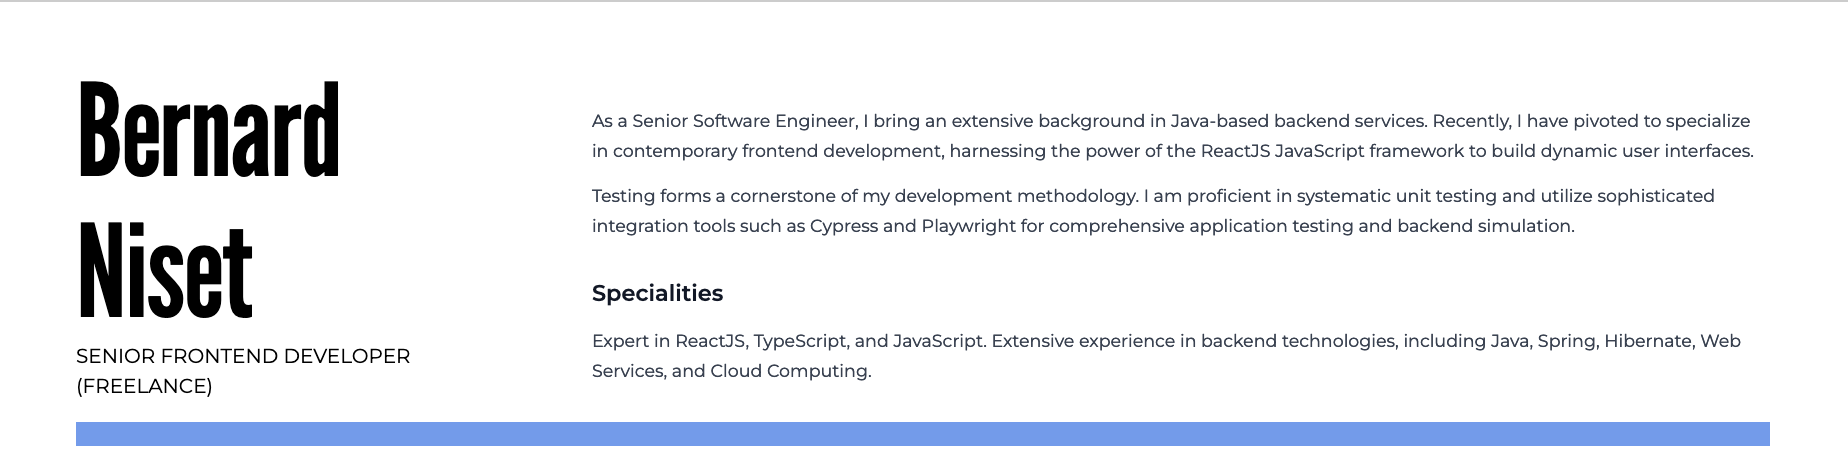 Bernard
Niset
SENIOR FRONTEND DEVELOPER
(FREELANCE)
As a Senior Software Engineer, I bring an extensive background in Java-based backend services. Recently, I have pivoted to specialize
in contemporary frontend development, harnessing the power of the ReactJS JavaScript framework to build dynamic user interfaces.
Testing forms a cornerstone of my development methodology. I am proficient in systematic unit testing and utilize sophisticated
integration tools such as Cypress and Playwright for comprehensive application testing and backend simulation.
Specialities
Expert in ReactJS, TypeScript, and JavaScript. Extensive experience in backend technologies, including Java, Spring, Hibernate, Web
Services, and Cloud Computing.